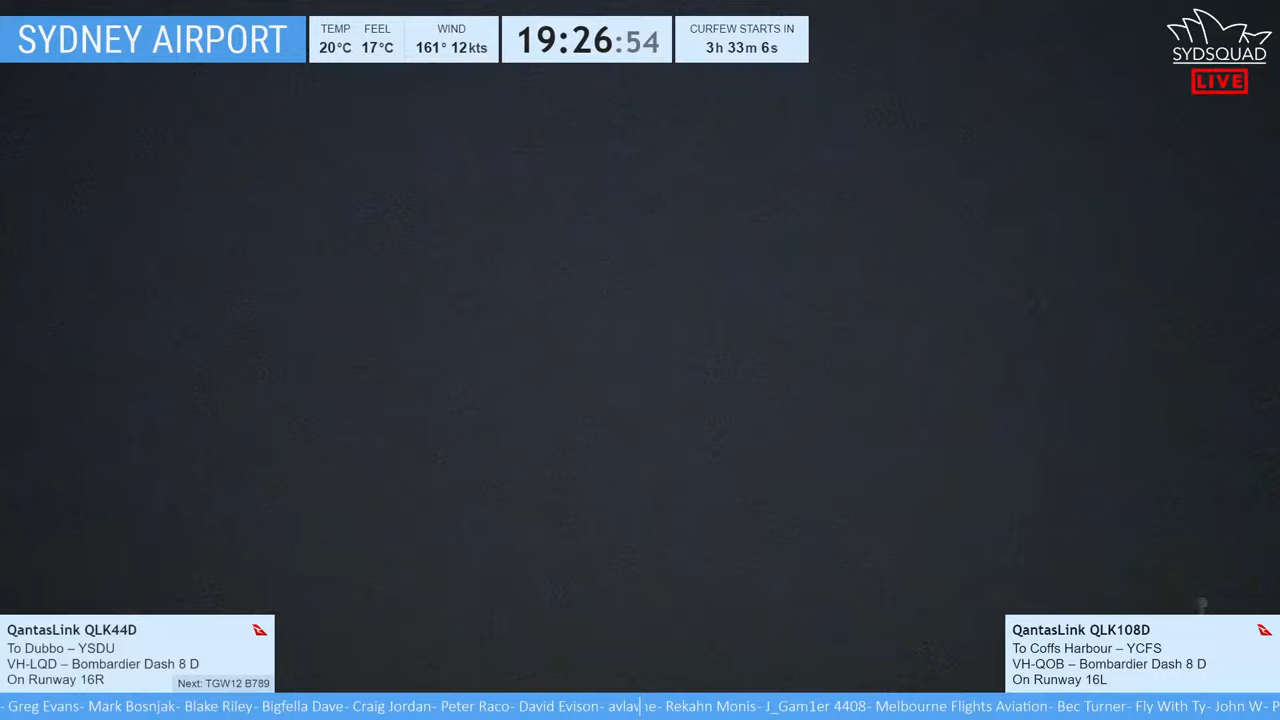 SYDNEY AIRPORT
TEMP FEEL WIND
20°C 17°C 161° 12kts
19:26:54
CURFEW STARTS IN
3h 33m 6s
SYDSQUAD
LIVE
QantasLink QLK44D
To Dubbo – YSDU
VH-LQD – Bombardier Dash 8 D
On Runway 16R
Next: TGW12 B789
QantasLink QLK108D
To Coffs Harbour – YCFS
VH-QOB – Bombardier Dash 8 D
On Runway 16L
- Greg Evans- Mark Bosnjak- Blake Riley- Bigfella Dave- Craig Jordan- Peter Raco- David Evison- - Rekahn Monis- J_Gam1er 4408- Melbourne Flights Aviation- Bec Turner- Fly With Ty- John W- P